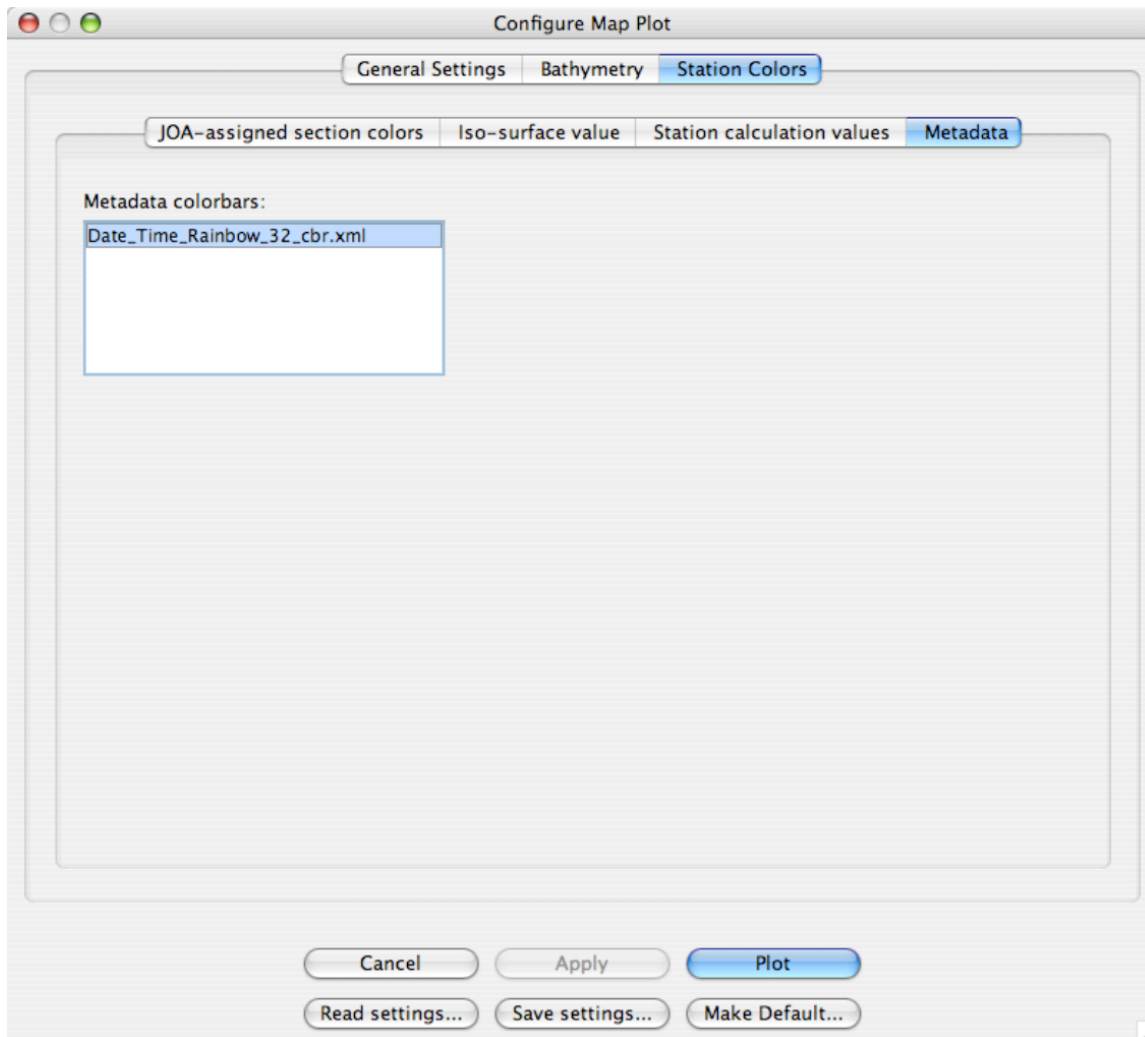 Configure Map Plot
General Settings Bathymetry Station Colors
JOA-assigned section colors Iso-surface value Station calculation values Metadata
Metadata colorbars:
Date_Time_Rainbow_32_cbr.xml
Cancel Apply Plot
Read settings... Save settings... Make Default...